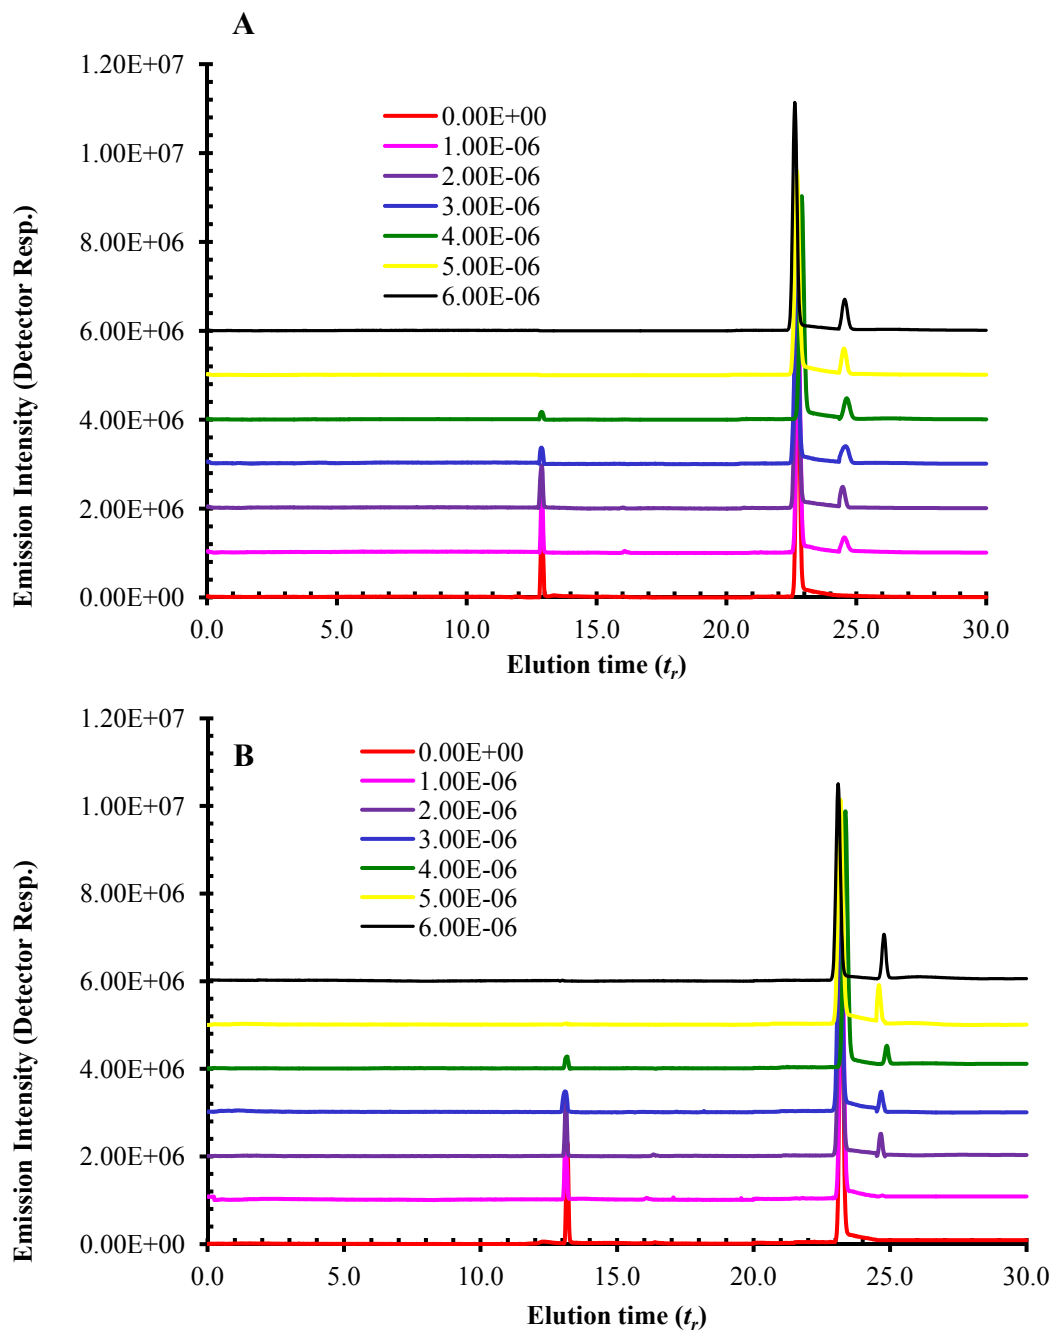 A
Emission Intensity (Detector Resp.)
1.20E+07
1.00E+07
8.00E+06
6.00E+06
4.00E+06
2.00E+06
0.00E+00
0.00E+00
1.00E-06
2.00E-06
3.00E-06
4.00E-06
5.00E-06
6.00E-06
0.0 5.0 10.0 15.0 20.0 25.0 30.0
Elution time (tr)
B
Emission Intensity (Detector Resp.)
1.20E+07
1.00E+07
8.00E+06
6.00E+06
4.00E+06
2.00E+06
0.00E+00
0.00E+00
1.00E-06
2.00E-06
3.00E-06
4.00E-06
5.00E-06
6.00E-06
0.0 5.0 10.0 15.0 20.0 25.0 30.0
Elution time (tr)